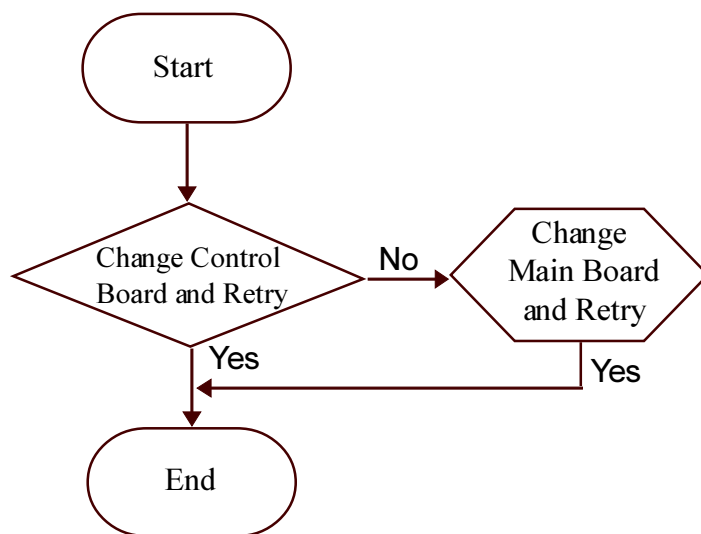 Start
Change Control
Board and Retry
No
Change
Main Board
and Retry
Yes
Yes
End